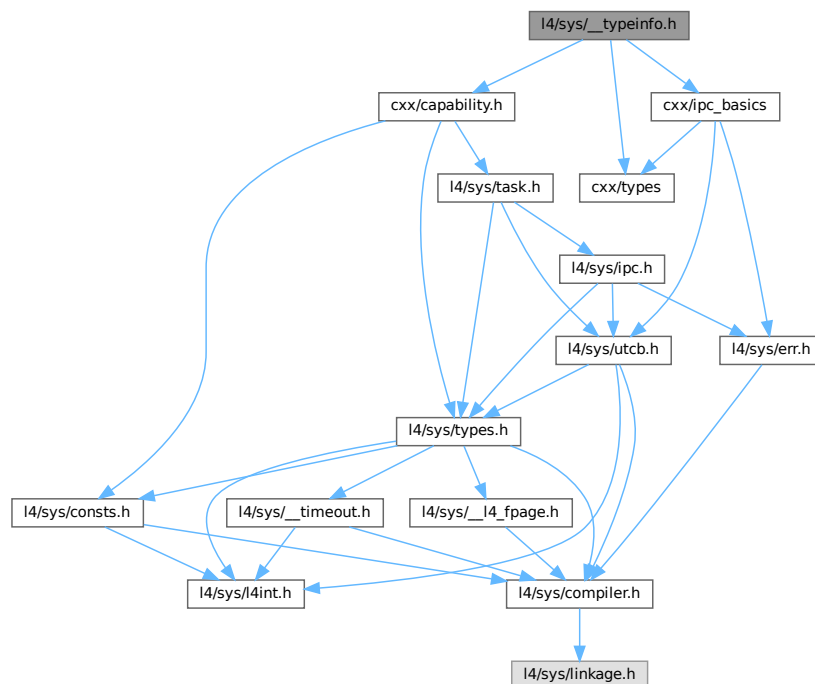 l4/sys/__typeinfo.h
cxx/capability.h
cxx/ipc_basics
l4/sys/task.h
cxx/types
l4/sys/ipc.h
l4/sys/utcb.h
l4/sys/err.h
l4/sys/types.h
l4/sys/consts.h
l4/sys/__timeout.h
l4/sys/__l4_fpage.h
l4/sys/l4int.h
l4/sys/compiler.h
l4/sys/linkage.h